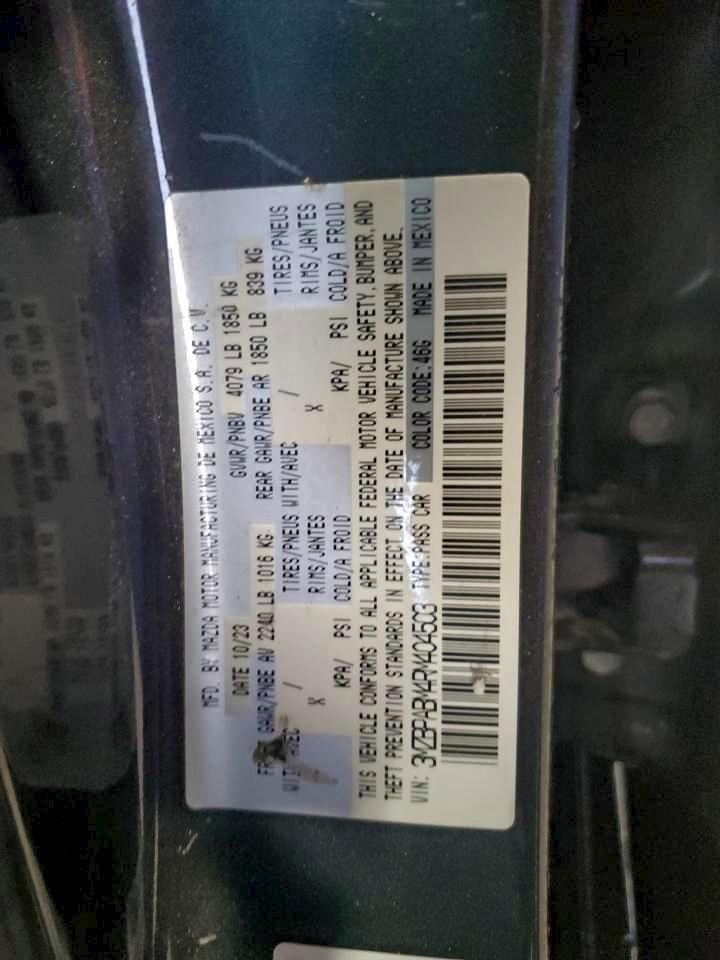 MFD. BY MAZDA MOTOR MANUFACTURING DE MEXICO S.A. DE C.V.
DATE 10/23 GVWR/PNBV 4079 LB 1850 KG
GAWR/PNBE AV 2240 LB 1016 KG REAR GAWR/PNBE AR 1850 LB 839 KG
WITH/AVEC TIRES/PNEUS WITH/AVEC TIRES/PNEUS
/ RIMS/JANTES / RIMS/JANTES
X X
KPA/ PSI COLD/A FROID KPA/ PSI COLD/A FROID
THIS VEHICLE CONFORMS TO ALL APPLICABLE FEDERAL MOTOR VEHICLE SAFETY, BUMPER, AND
THEFT PREVENTION STANDARDS IN EFFECT ON THE DATE OF MANUFACTURE SHOWN ABOVE.
VIN: 3MZBPABM4RM404503 TYPE:PASS CAR COLOR CODE:46G MADE IN MEXICO